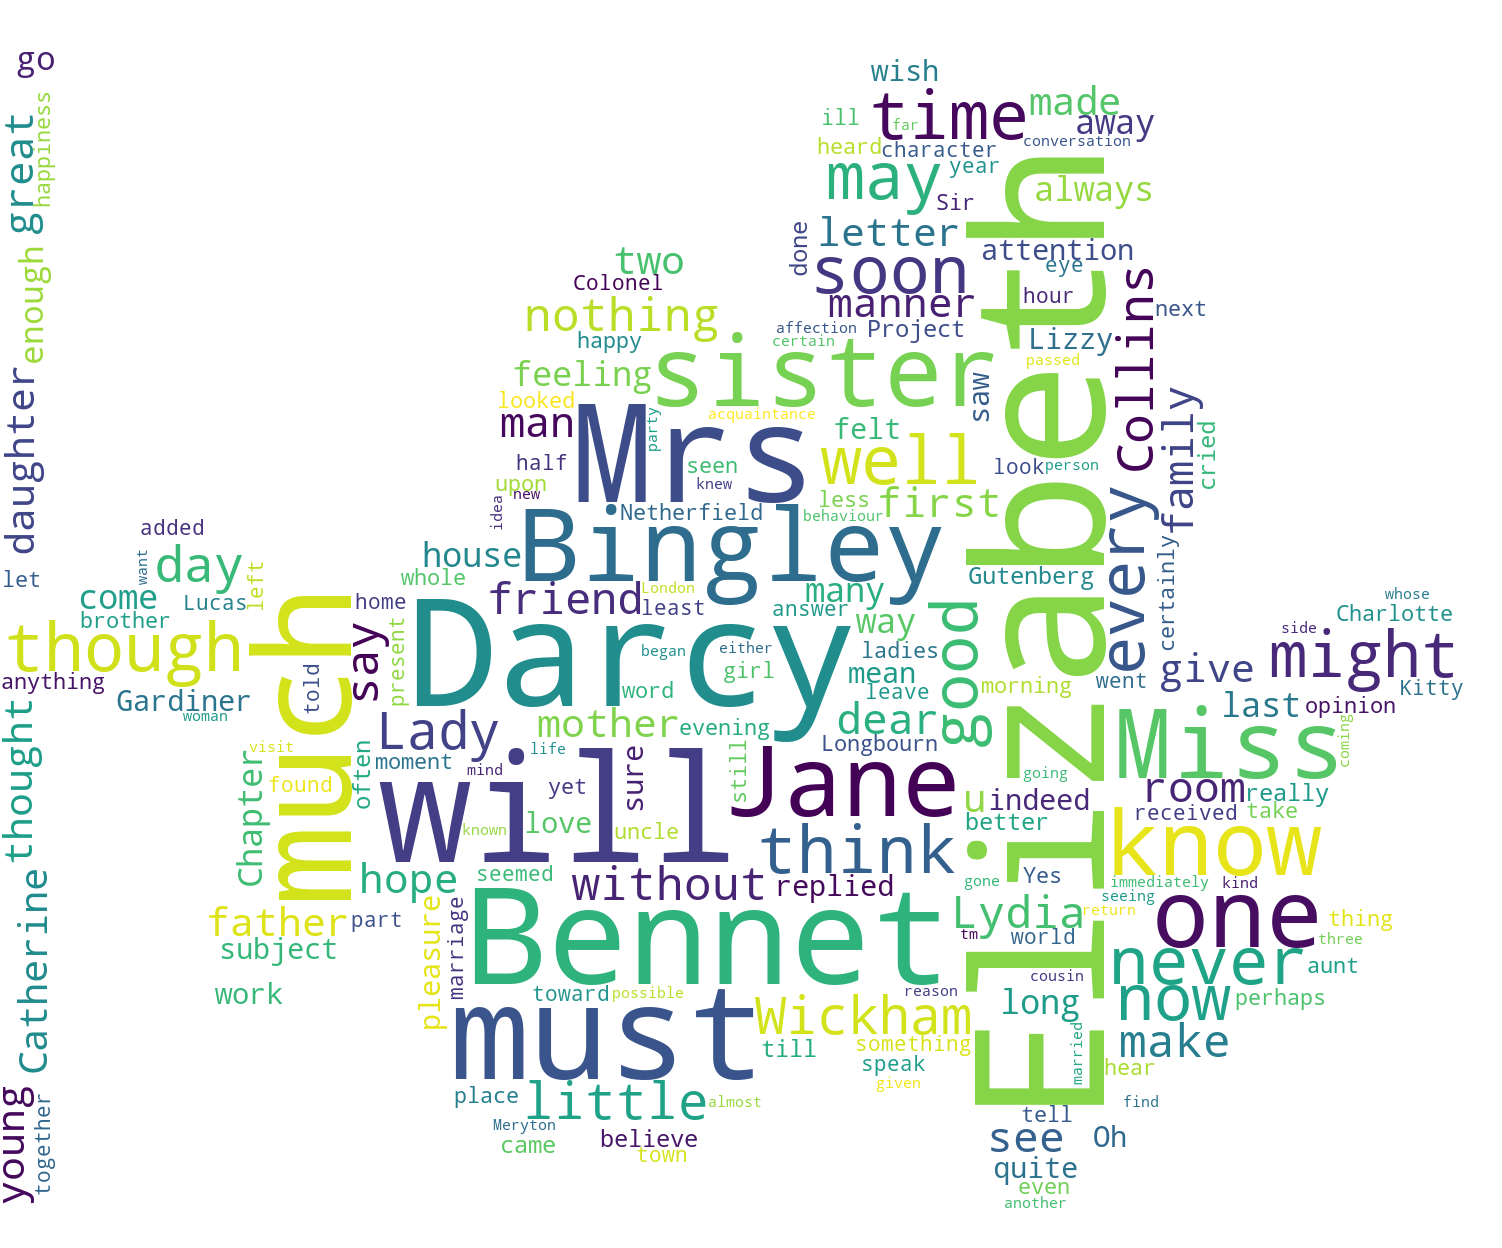 go
wish
time
made
ill
far
away
happiness
great
heard
character
conversation
may
year
always
Sir
letter
done
attention
two
eye
enough
soon
Colonel
manner
hour
Collins
next
nothing
affection
Project
happy
certain
Lizzy
sister
passed
feeling
saw
daughter
looked
Mrs
party
acquaintance
man
felt
family
cried
Elizabeth
half
seen
well
look
person
upon
knew
new
less
first
idea
Netherfield
behaviour
every
added
Bingley
day
want
house
certainly
let
whole
Gutenberg
come
left
London
many
whose
Lucas
home
friend
least
answer
good
Charlotte
brother
much
Darcy
way
side
though
say
present
began
either
ladies
might
anything
told
girl
mean
morning
went
give
Kitty
Gardiner
word
leave
last
opinion
thought
woman
Lady
mother
evening
dear
Miss
coming
visit
life
Longbourn
Chapter
often
moment
mind
sure
still
Jane
going
found
will
yet
u
indeed
room
really
known
love
uncle
better
received
take
think
know
Catherine
hope
seemed
without
replied
gone
Yes
immediately
kind
seeing
father
part
pleasure
marriage
Bennet
Lydia
return
one
thing
subject
tm
world
three
never
aunt
work
toward
possible
reason
cousin
long
now
perhaps
must
Wickham
something
till
married
make
speak
hear
young
together
given
place
little
almost
find
Meryton
tell
came
believe
see
Oh
town
quite
even
another